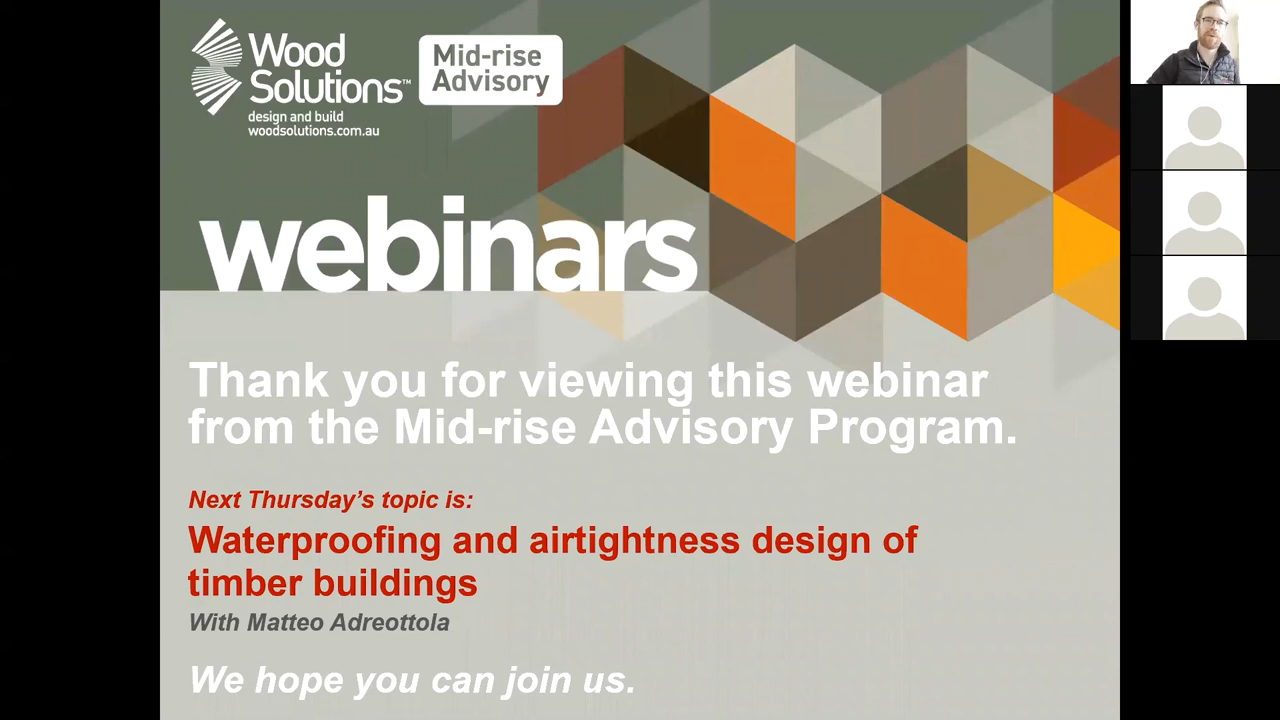 Wood
Solutions™
design and build
woodsolutions.com.au
Mid-rise
Advisory
webinars
Thank you for viewing this webinar
from the Mid-rise Advisory Program.
Next Thursday's topic is:
Waterproofing and airtightness design of
timber buildings
With Matteo Adreottola
We hope you can join us.